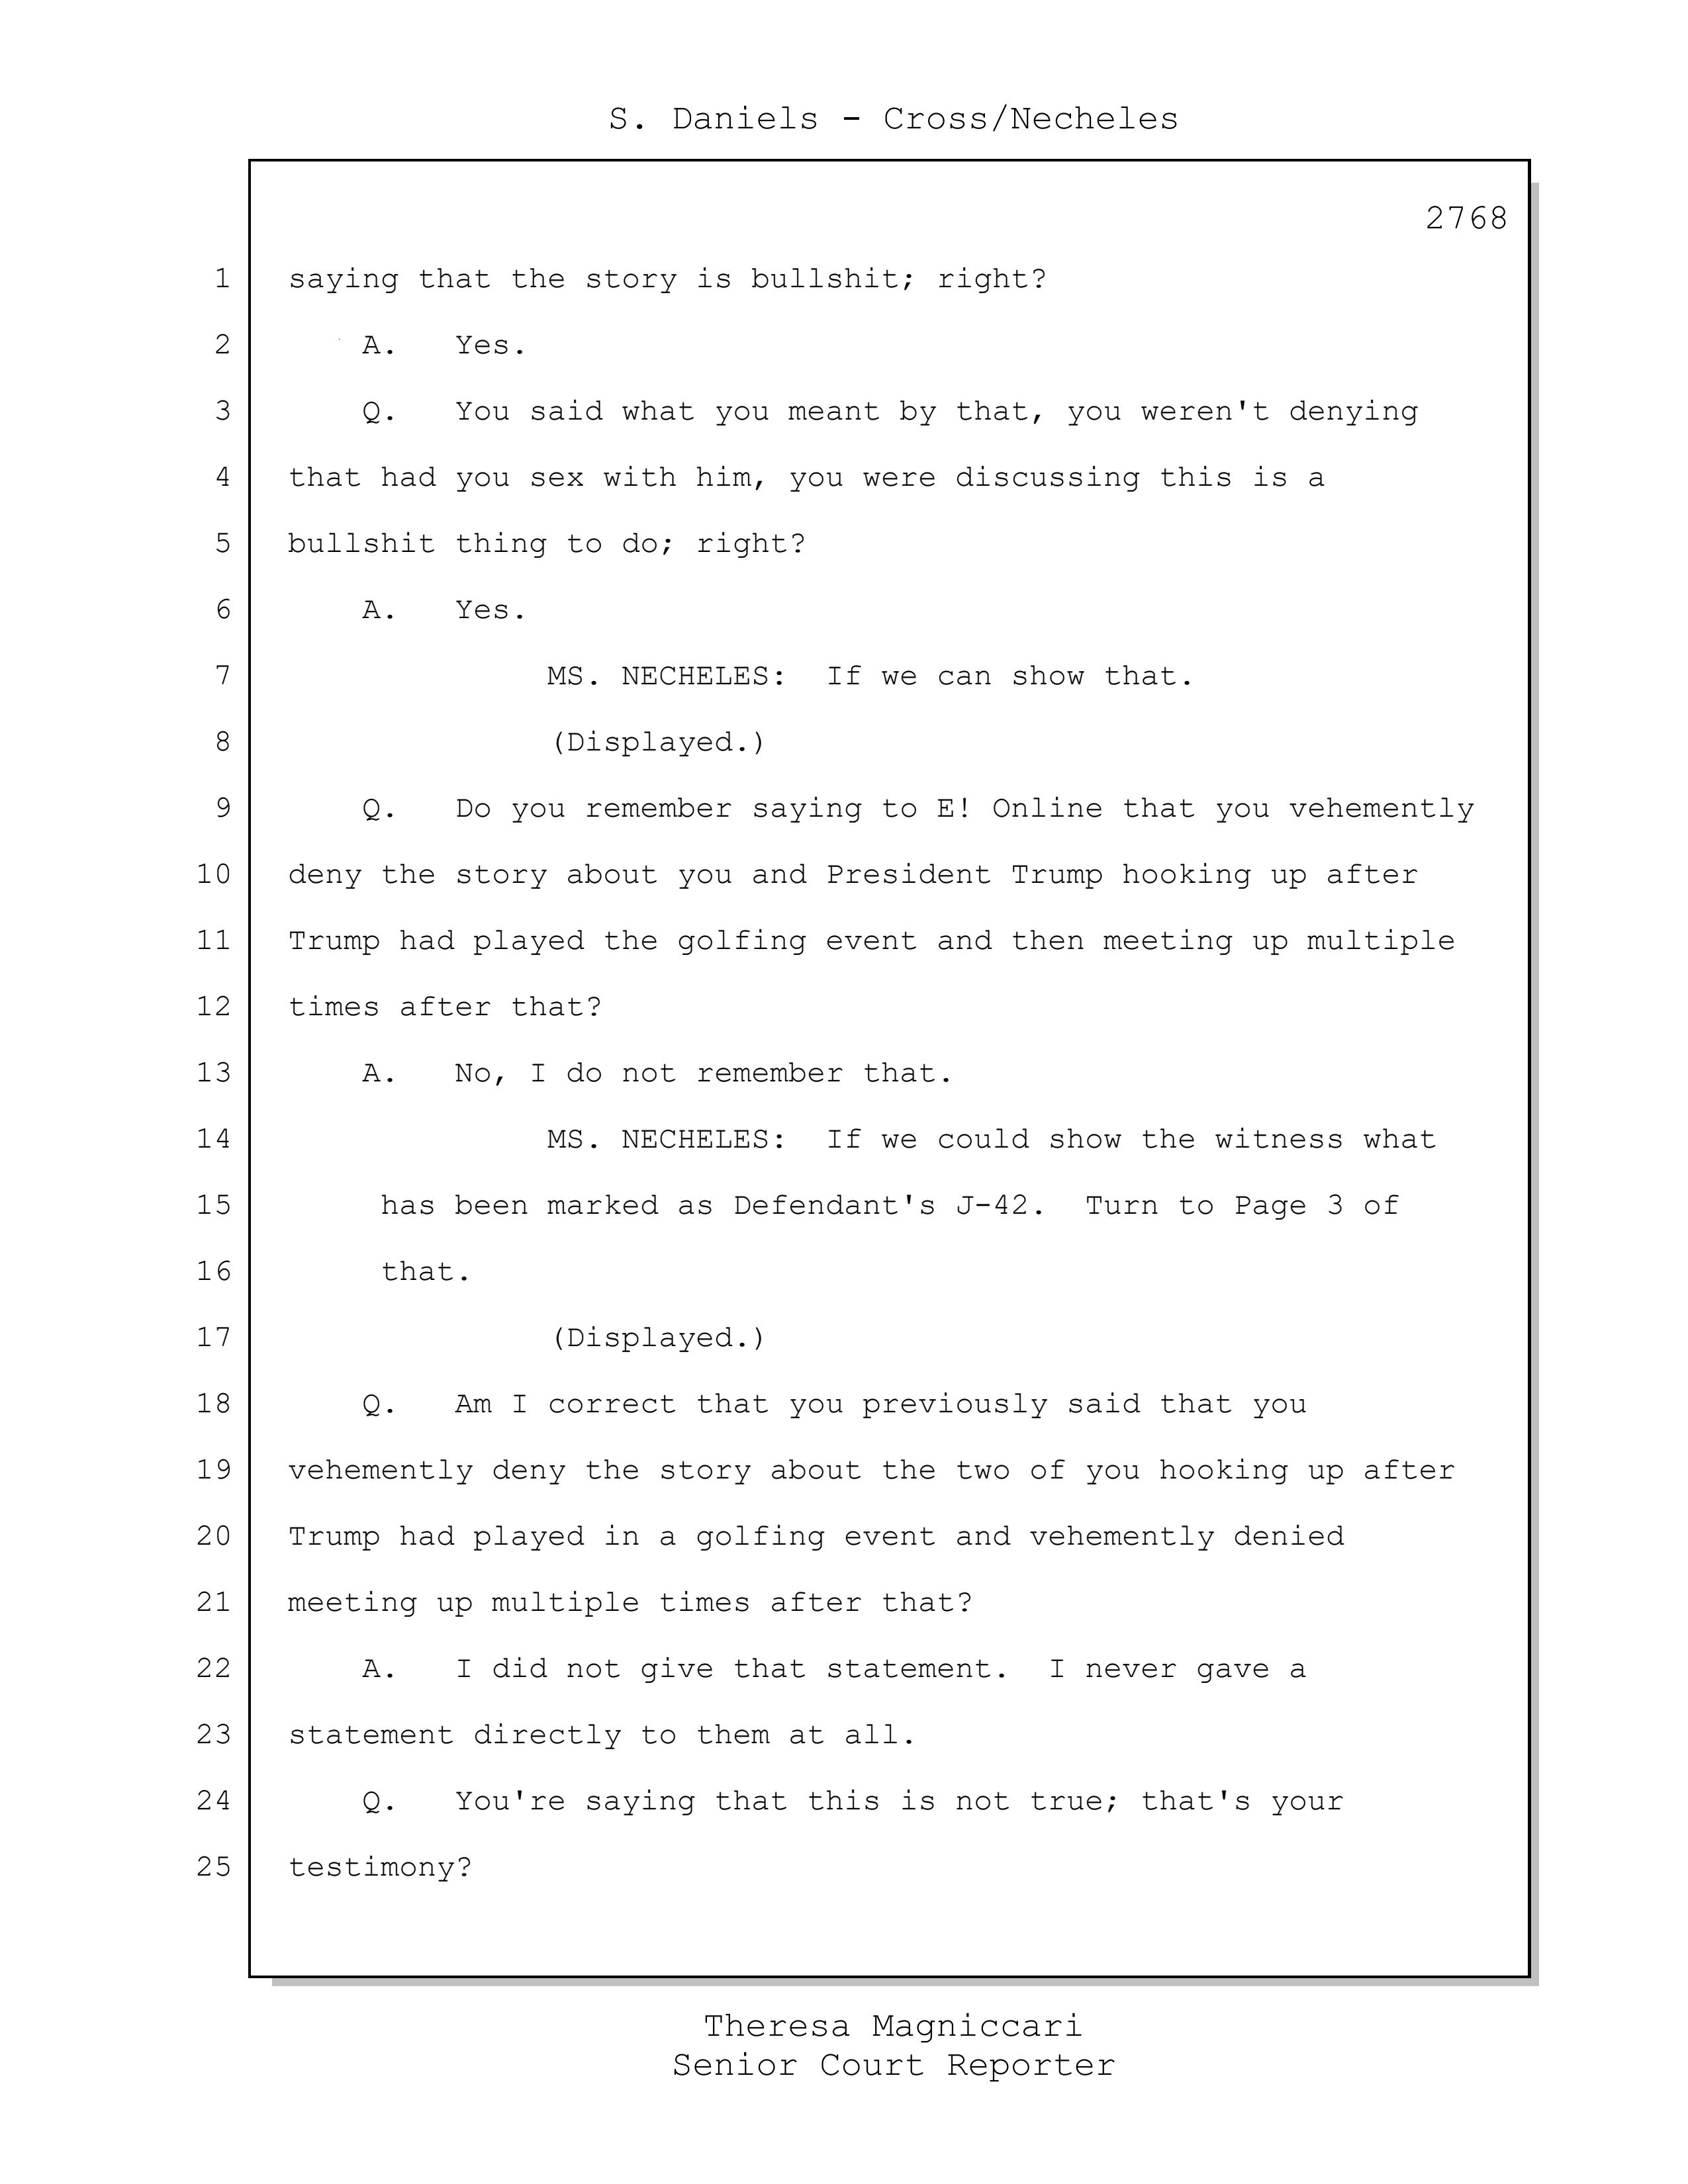 S. Daniels - Cross/Necheles
2768
1 saying that the story is bullshit; right?
2 A. Yes.
3 Q. You said what you meant by that, you weren't denying
4 that had you sex with him, you were discussing this is a
5 bullshit thing to do; right?
6 A. Yes.
7 MS. NECHELES: If we can show that.
8 (Displayed.)
9 Q. Do you remember saying to E! Online that you vehemently
10 deny the story about you and President Trump hooking up after
11 Trump had played the golfing event and then meeting up multiple
12 times after that?
13 A. No, I do not remember that.
14 MS. NECHELES: If we could show the witness what
15 has been marked as Defendant's J-42. Turn to Page 3 of
16 that.
17 (Displayed.)
18 Q. Am I correct that you previously said that you
19 vehemently deny the story about the two of you hooking up after
20 Trump had played in a golfing event and vehemently denied
21 meeting up multiple times after that?
22 A. I did not give that statement. I never gave a
23 statement directly to them at all.
24 Q. You're saying that this is not true; that's your
25 testimony?
Theresa Magniccari
Senior Court Reporter